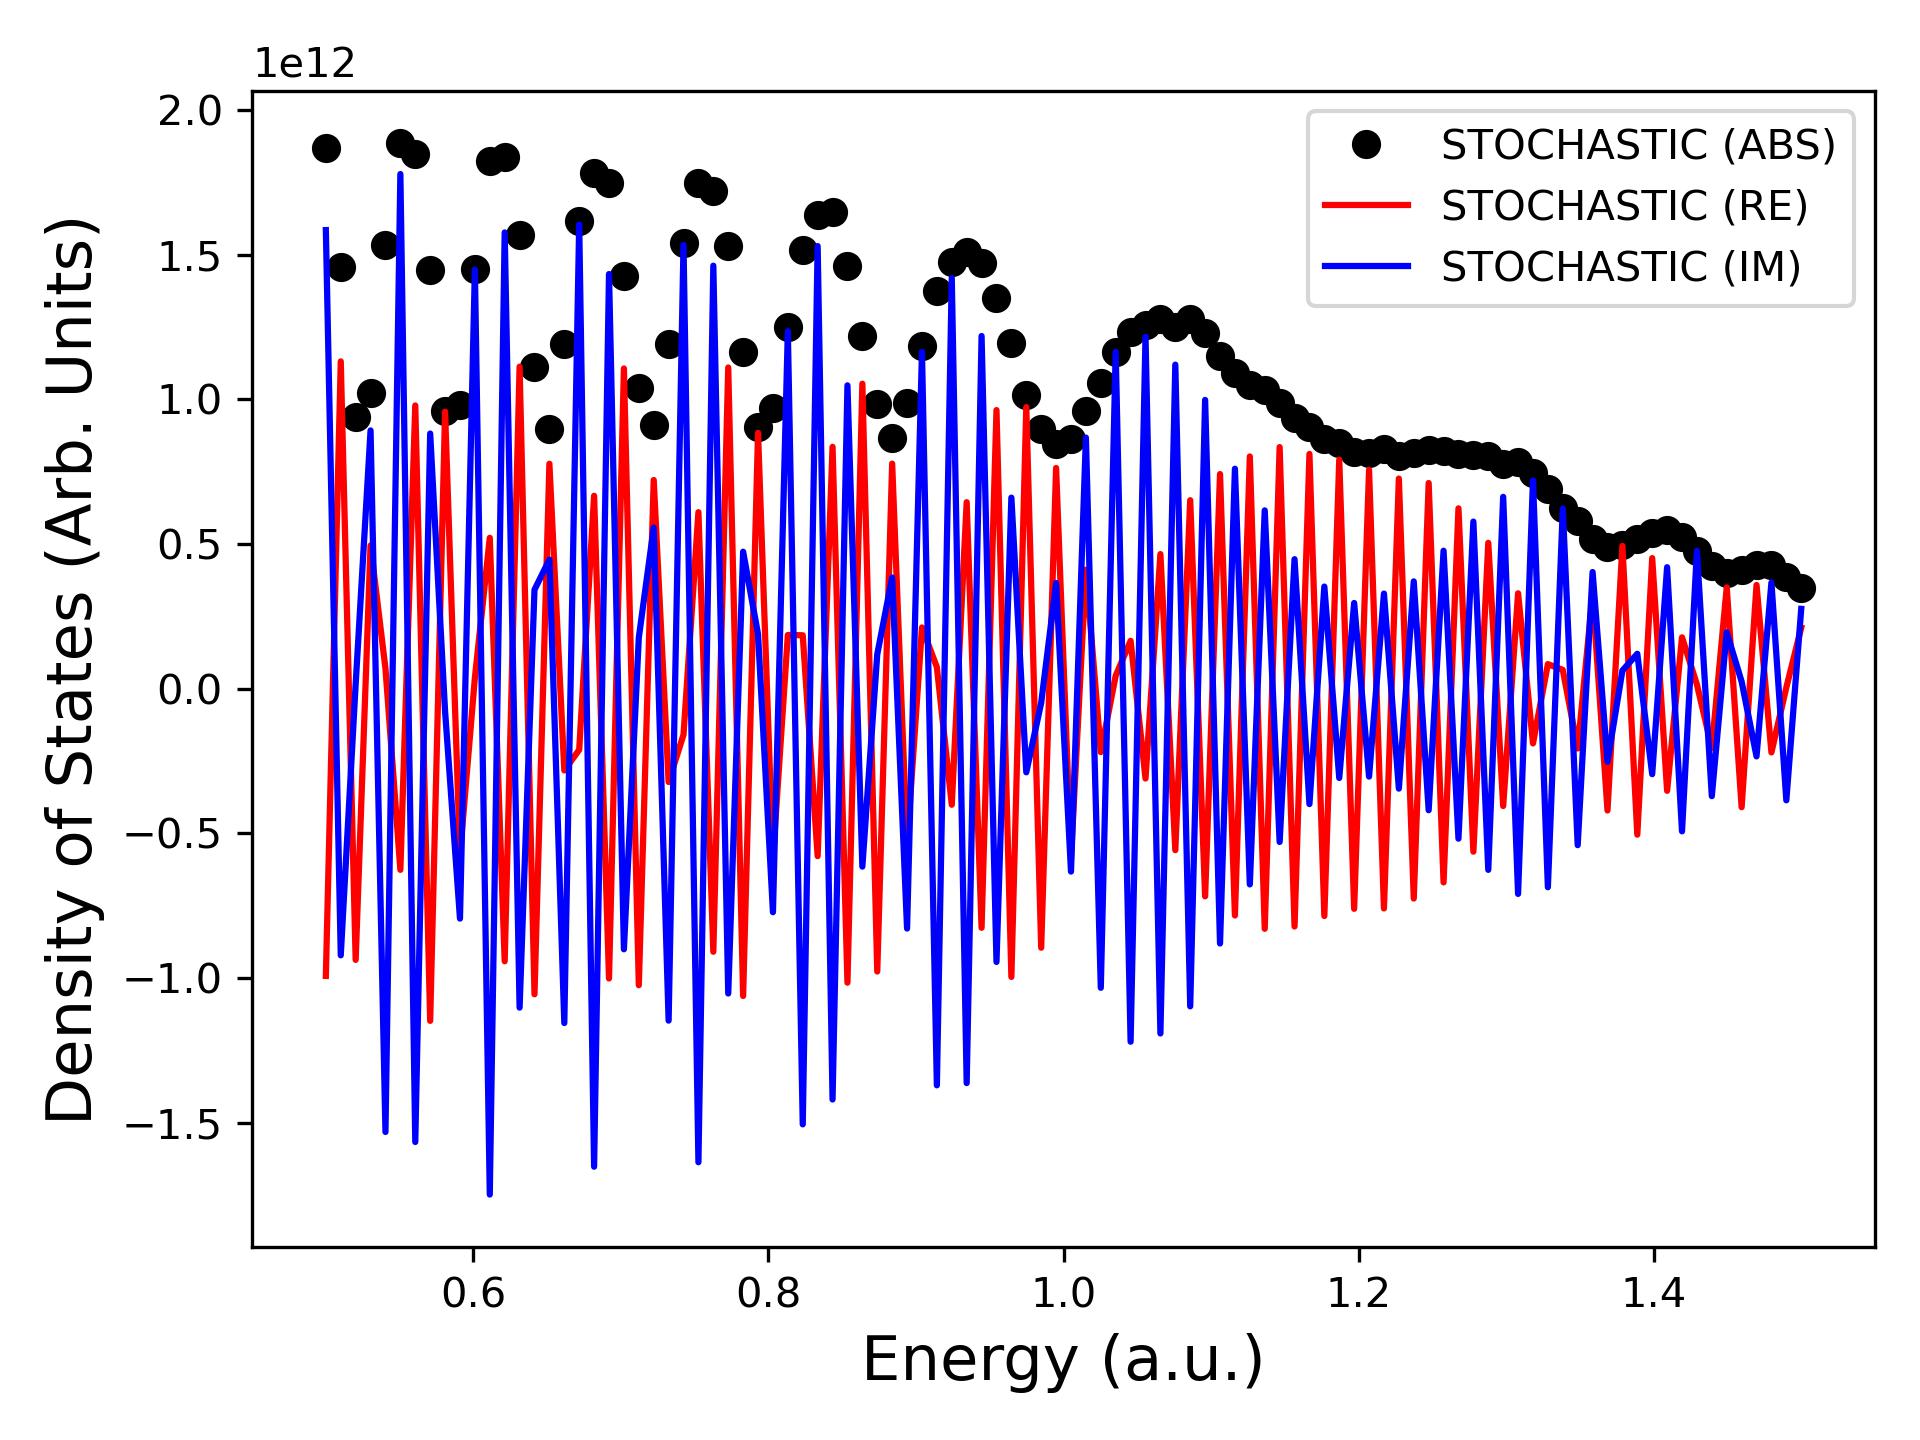 1e12
2.0
1.5
1.0
0.5
0.0
−0.5
−1.0
−1.5
Density of States (Arb. Units)
STOCHASTIC (ABS)
STOCHASTIC (RE)
STOCHASTIC (IM)
0.6 0.8 1.0 1.2 1.4
Energy (a.u.)